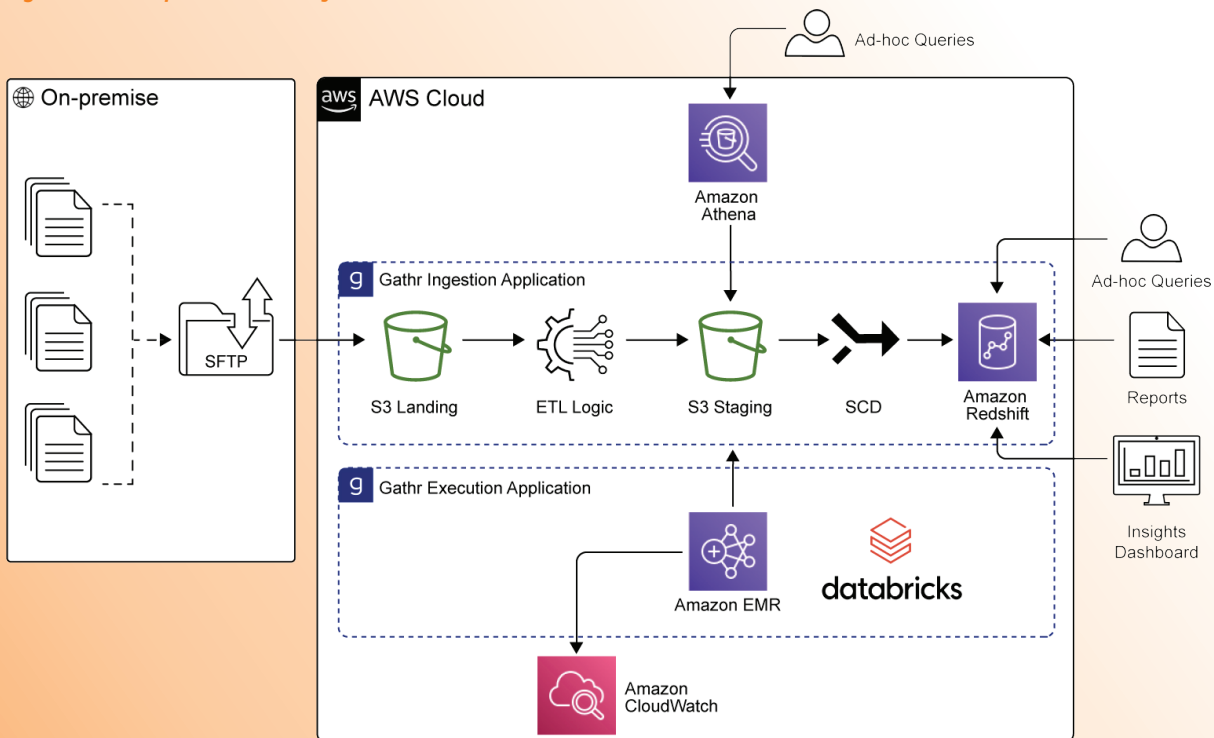 Ad-hoc Queries
On-premise
aws
AWS Cloud
Amazon
Athena
g
Gathr Ingestion Application
Ad-hoc Queries
SFTP
S3 Landing
ETL Logic
S3 Staging
SCD
Amazon
Redshift
Reports
g
Gathr Execution Application
Insights
Dashboard
Amazon EMR
databricks
Amazon
CloudWatch